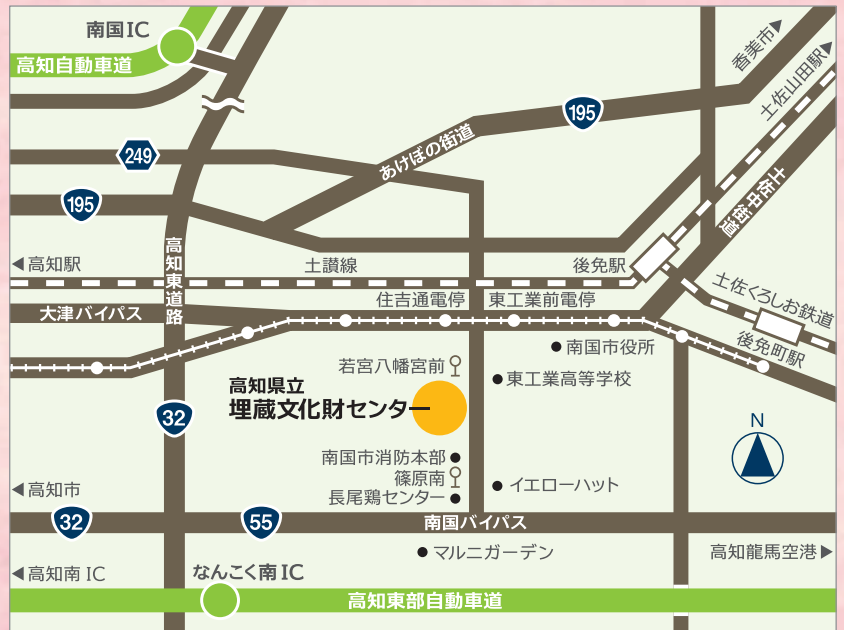 南国IC
高知自動車道
香美市
土佐山田駅
195
249
あけぼの街道
195
土佐中街道
高知東道路
高知駅
土讃線
後免駅
土佐くろしお鉄道
住吉通電停
東工業前電停
大津バイパス
後免町駅
南国市役所
若宮八幡宮前
東工業高等学校
高知県立
埋蔵文化財センター
32
N
南国市消防本部
篠原南
イエローハット
長尾鶏センター
高知市
32
55
南国バイパス
マルニガーデン
高知龍馬空港
高知南IC
なんこく南IC
高知東部自動車道